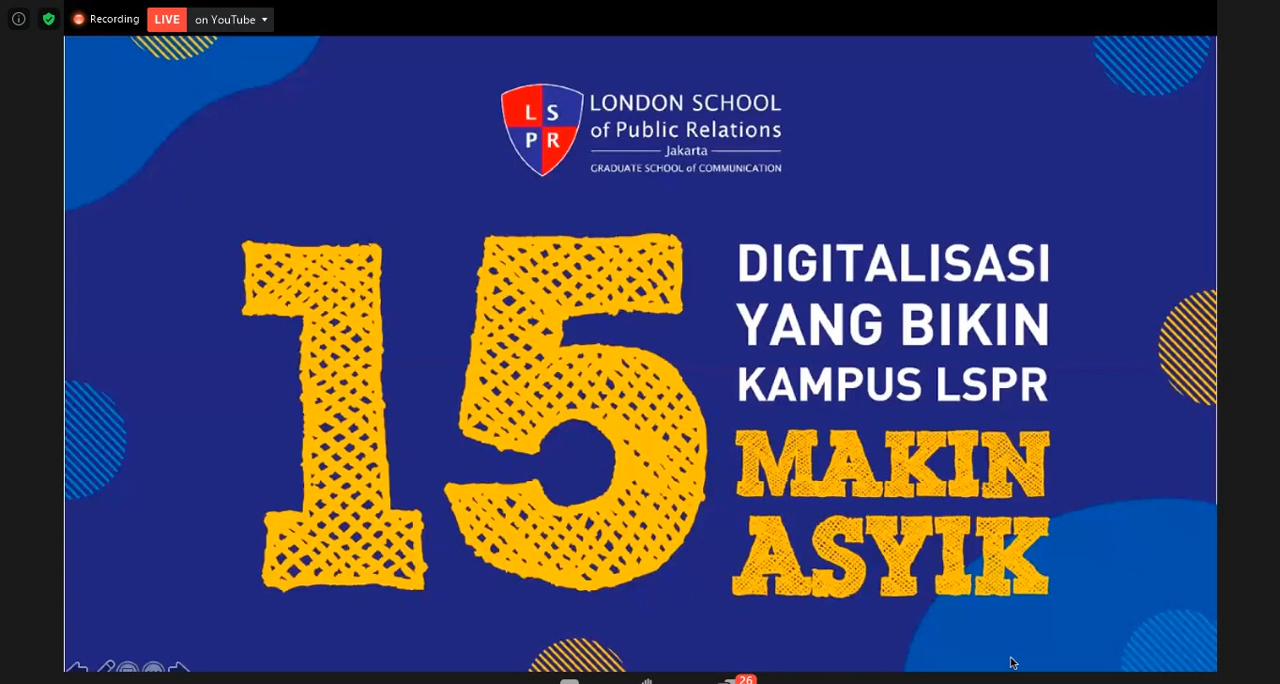 Recording
LIVE on YouTube
L S
P R
LONDON SCHOOL
of Public Relations
Jakarta
GRADUATE SCHOOL of COMMUNICATION
15
DIGITALISASI
YANG BIKIN
KAMPUS LSPR
MAKIN
ASYIK
26